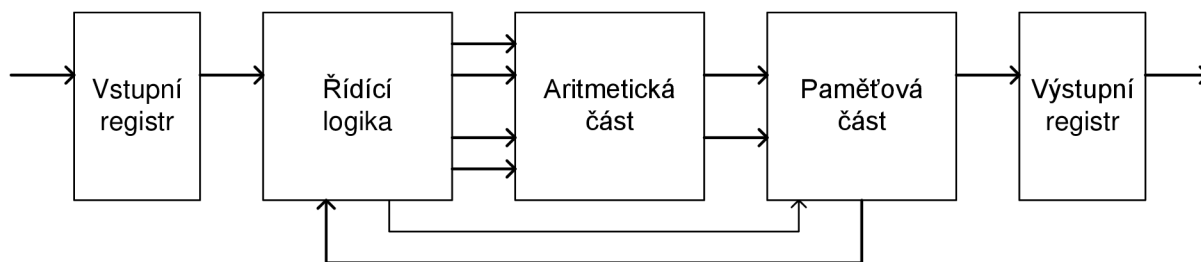 Vstupní
registr
Řídící
logika
Aritmetická
část
Paměťová
část
Výstupní
registr